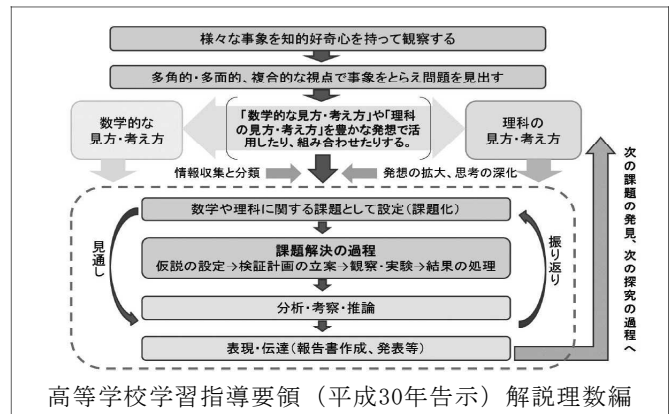 様々な事象を知的好奇心を持って観察する
多角的・多面的、複合的な視点で事象をとらえ問題を見出す
数学的な
見方・考え方
「数学的な見方・考え方」や「理科
の見方・考え方」を豊かな発想で活
用したり、組み合わせたりする。
理科の
見方・考え方
情報収集と分類
発想の拡大、思考の深化
数学や理科に関する課題として設定(課題化)
課題解決の過程
仮説の設定→検証計画の立案→観察・実験→結果の処理
分析・考察・推論
表現・伝達(報告書作成、発表等)
見通し
振り返り
次の課題の発見、次の探究の過程へ
高等学校学習指導要領（平成30年告示）解説理数編